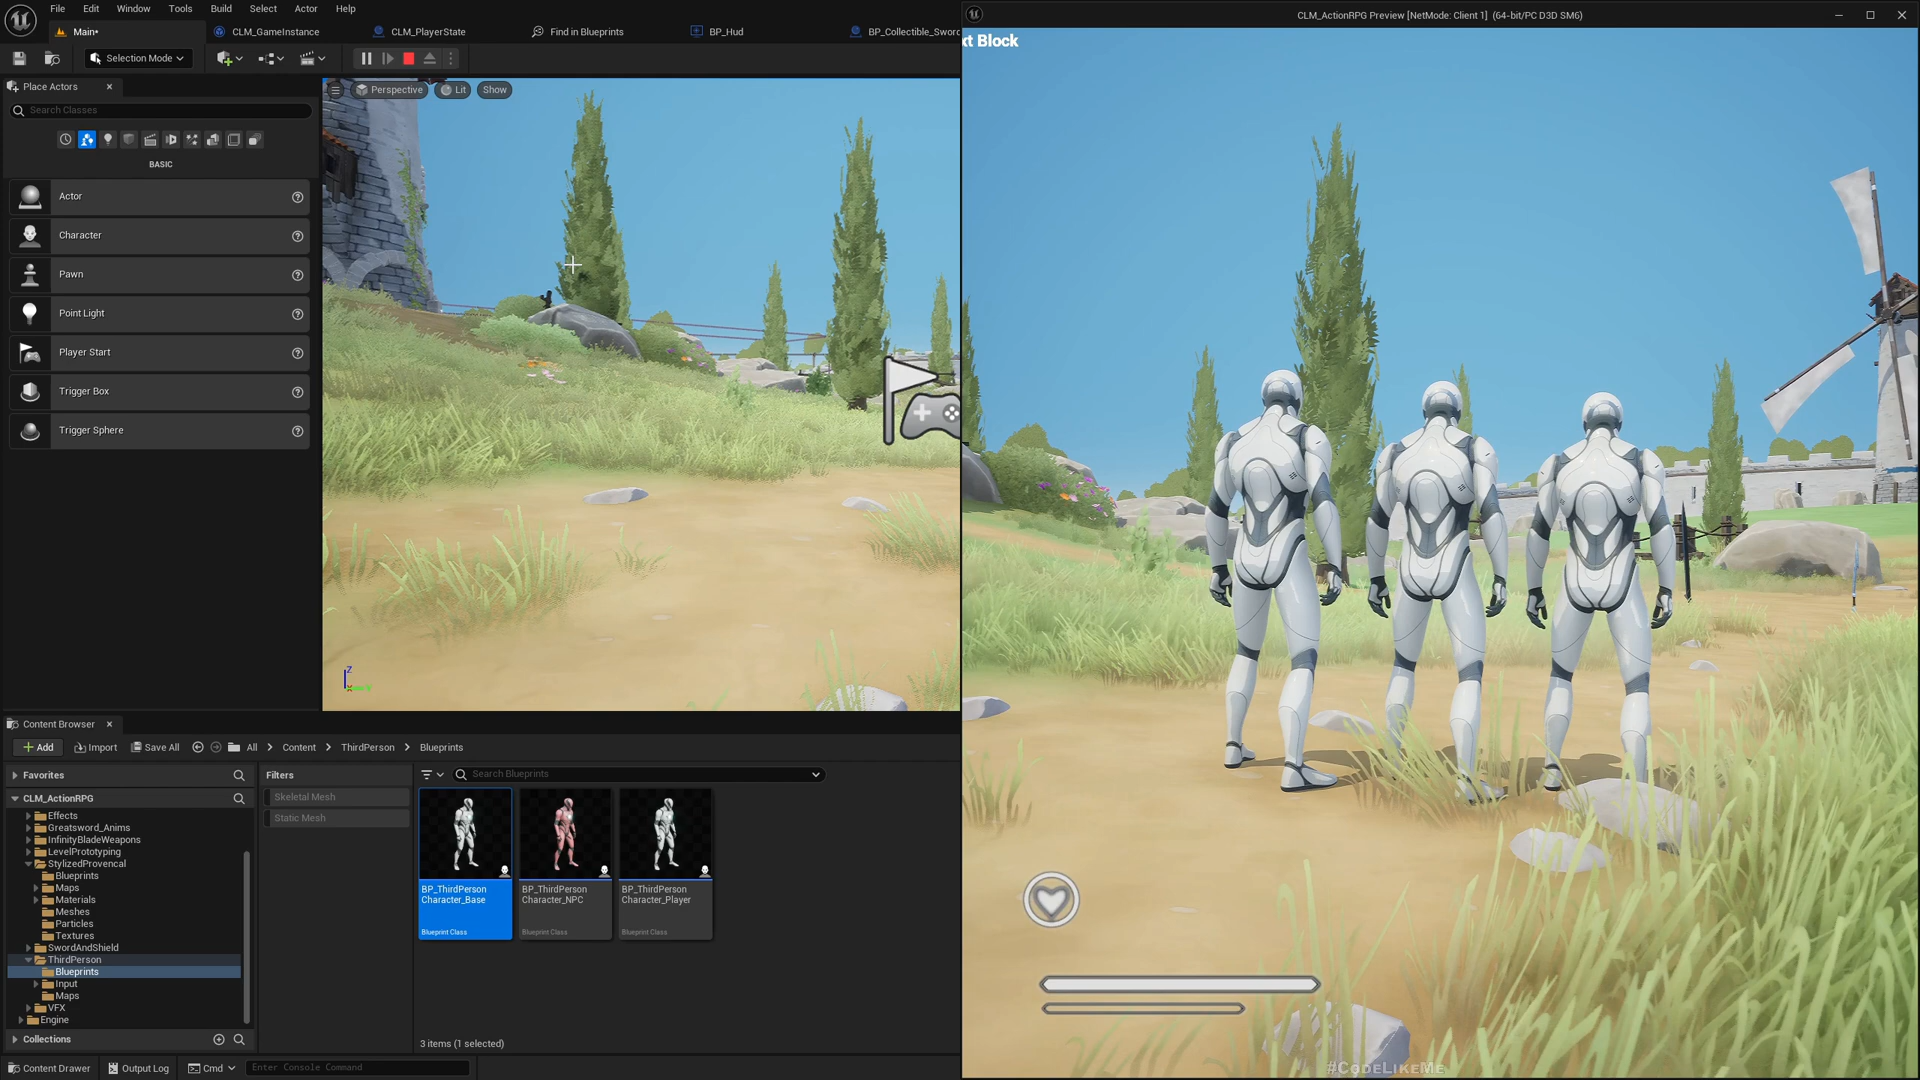 File Edit Window Tools Build Select Actor Help
Main• CLM_GameInstance CLM_PlayerState Find in Blueprints BP_Hud BP_Collectible_Sword
Selection Mode
Place Actors
Search Classes
BASIC
Actor
Character
Pawn
Point Light
Player Start
Trigger Box
Trigger Sphere
Perspective Lit Show
Z
CLM_ActionRPG Preview [NetMode: Client 1] (64-bit/PC D3D SM6)
xt Block
#CodeLikeMe
Content Browser
Add Import Save All All Content ThirdPerson Blueprints
Favorites
CLM_ActionRPG
Effects
Greatsword_Anims
InfinityBladeWeapons
LevelPrototyping
StylizedProvencal
Blueprints
Maps
Materials
Meshes
Particles
Textures
SwordAndShield
ThirdPerson
Blueprints
Input
Maps
VFX
Engine
Collections
Filters
Skeletal Mesh
Static Mesh
Search Blueprints
BP_ThirdPerson
Character_Base
Blueprint Class
BP_ThirdPerson
Character_NPC
Blueprint Class
BP_ThirdPerson
Character_Player
Blueprint Class
3 items (1 selected)
Content Drawer Output Log Cmd Enter Console Command